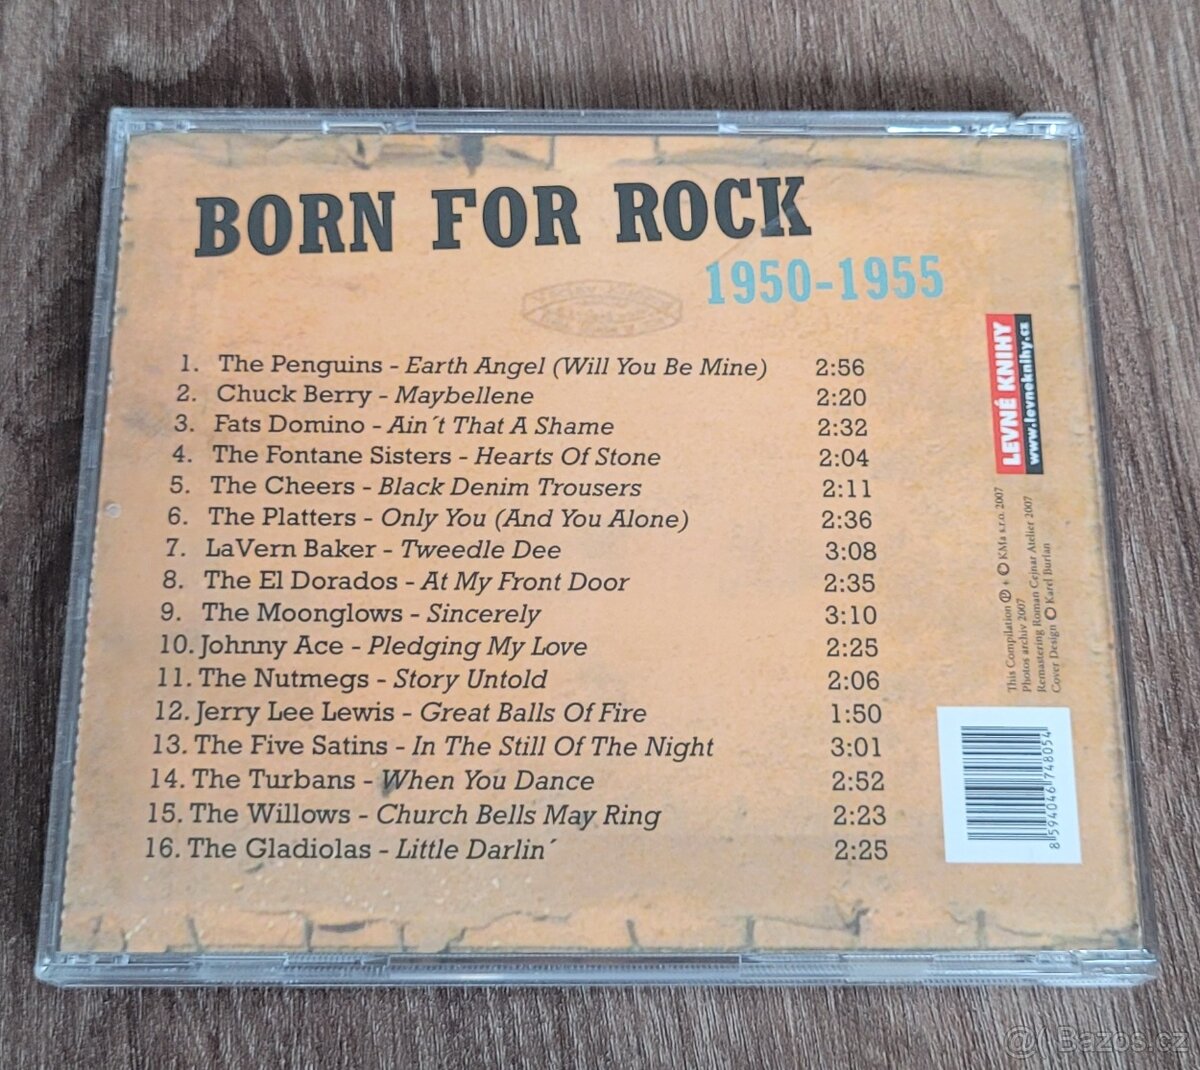 BORN FOR ROCK
1950-1955
1. The Penguins - Earth Angel (Will You Be Mine) 2:56
2. Chuck Berry - Maybellene 2:20
3. Fats Domino - Ain´t That A Shame 2:32
4. The Fontane Sisters - Hearts Of Stone 2:04
5. The Cheers - Black Denim Trousers 2:11
6. The Platters - Only You (And You Alone) 2:36
7. LaVern Baker - Tweedle Dee 3:08
8. The El Dorados - At My Front Door 2:35
9. The Moonglows - Sincerely 3:10
10. Johnny Ace - Pledging My Love 2:25
11. The Nutmegs - Story Untold 2:06
12. Jerry Lee Lewis - Great Balls Of Fire 1:50
13. The Five Satins - In The Still Of The Night 3:01
14. The Turbans - When You Dance 2:52
15. The Willows - Church Bells May Ring 2:23
16. The Gladiolas - Little Darlin´ 2:25
LEVNÉ KNIHY
www.levneknihy.cz
This Compilation ℗ + © KMa s.r.o. 2007
Photos archiv 2007
Remastering Roman Cejnar Atelier 2007
Cover Design © Karel Burian
8594046748054
@ Bazos.cz